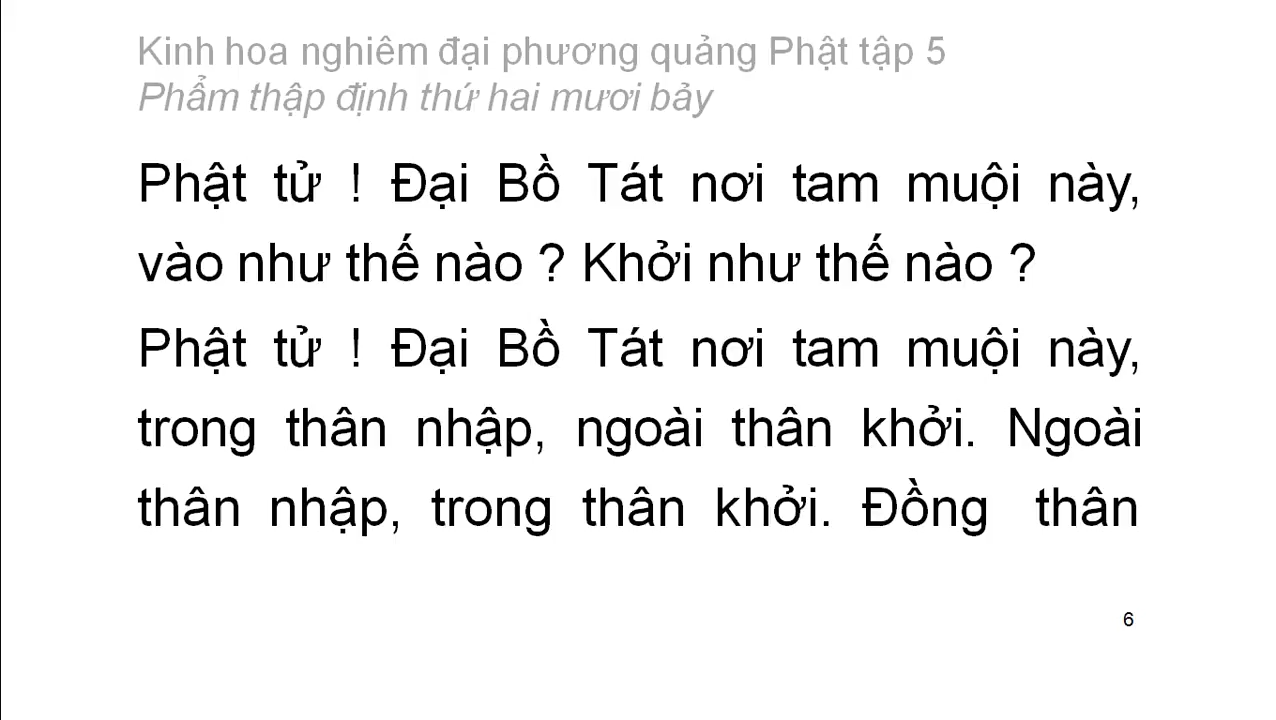 Kinh hoa nghiêm đại phương quảng Phật tập 5
Phẩm thập định thứ hai mươi bảy
Phật tử ! Đại Bồ Tát nơi tam muội này,
vào như thế nào ? Khởi như thế nào ?
Phật tử ! Đại Bồ Tát nơi tam muội này,
trong thân nhập, ngoài thân khởi. Ngoài
thân nhập, trong thân khởi. Đồng thân
6